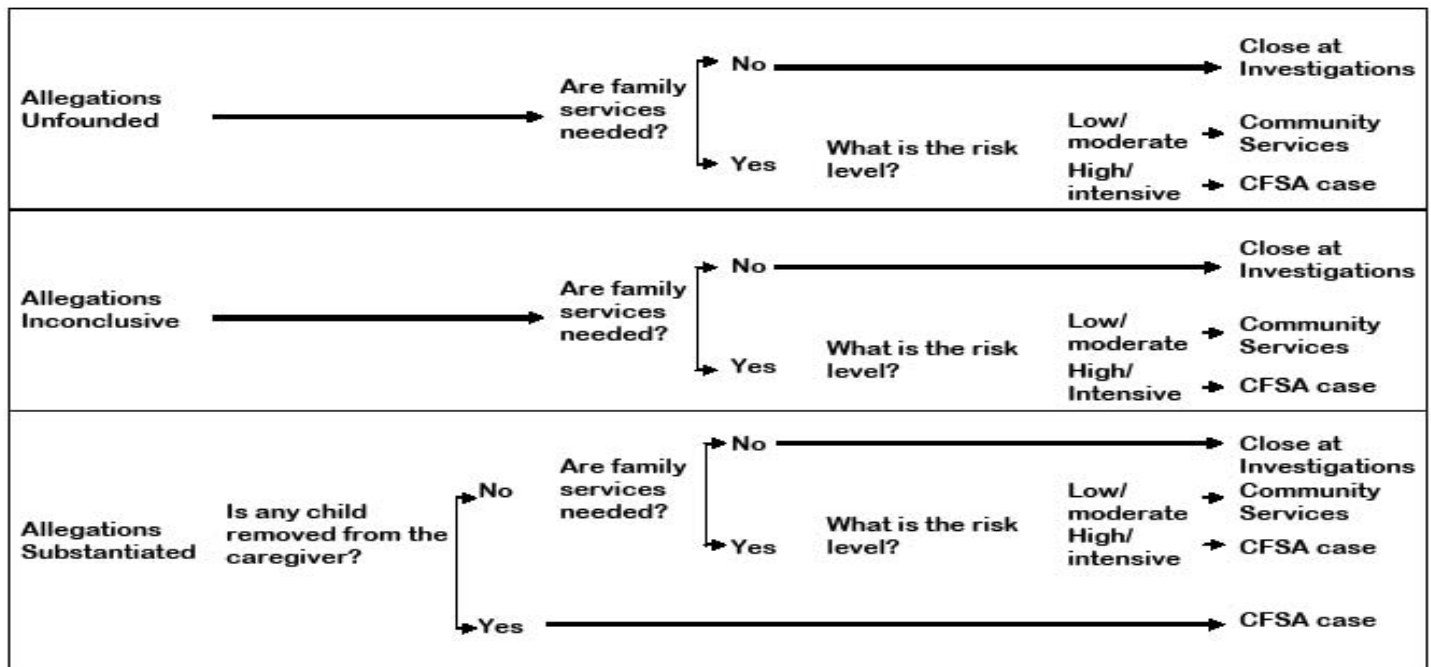 Allegations
Unfounded
Are family
services
needed?
No
Close at
Investigations
Yes
What is the risk
level?
Low/
moderate
Community
Services
High/
intensive
CFSA case
Allegations
Inconclusive
Are family
services
needed?
No
Close at
Investigations
Yes
What is the risk
level?
Low/
moderate
Community
Services
High/
Intensive
CFSA case
Allegations
Substantiated
Is any child
removed from the
caregiver?
No
Are family
services
needed?
No
Close at
Investigations
Yes
What is the risk
level?
Low/
moderate
Community
Services
High/
intensive
CFSA case
Yes
CFSA case